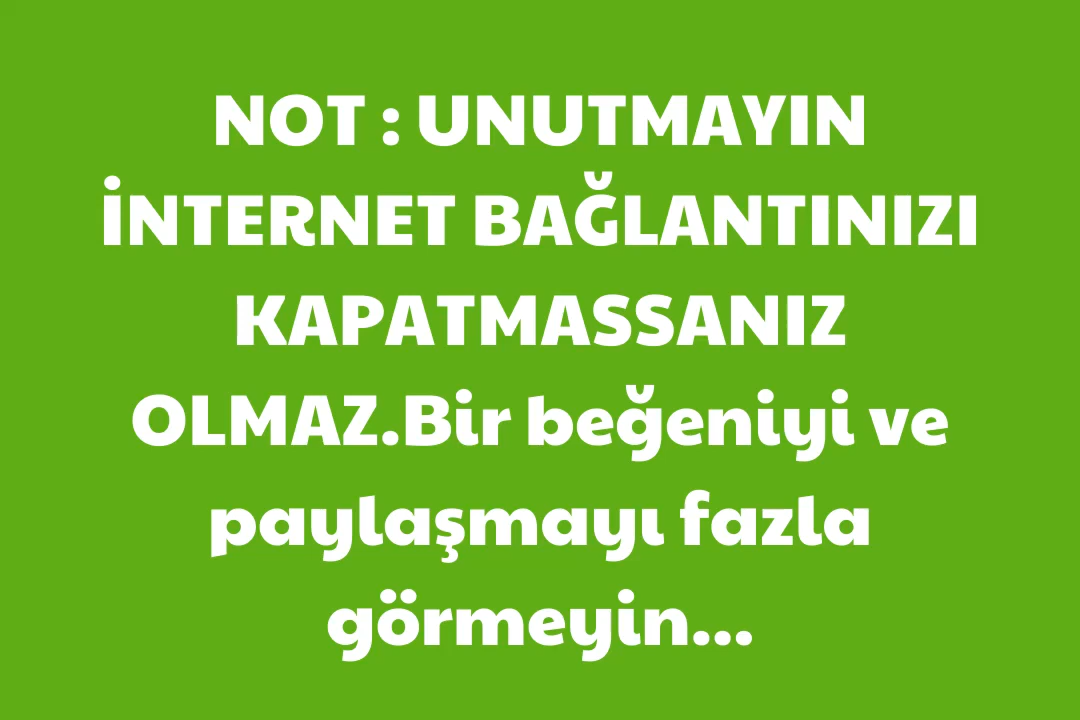 NOT : UNUTMAYIN
İNTERNET BAĞLANTINIZI
KAPATMASSANIZ
OLMAZ.Bir beğeniyi ve
paylaşmayı fazla
görmeyin...